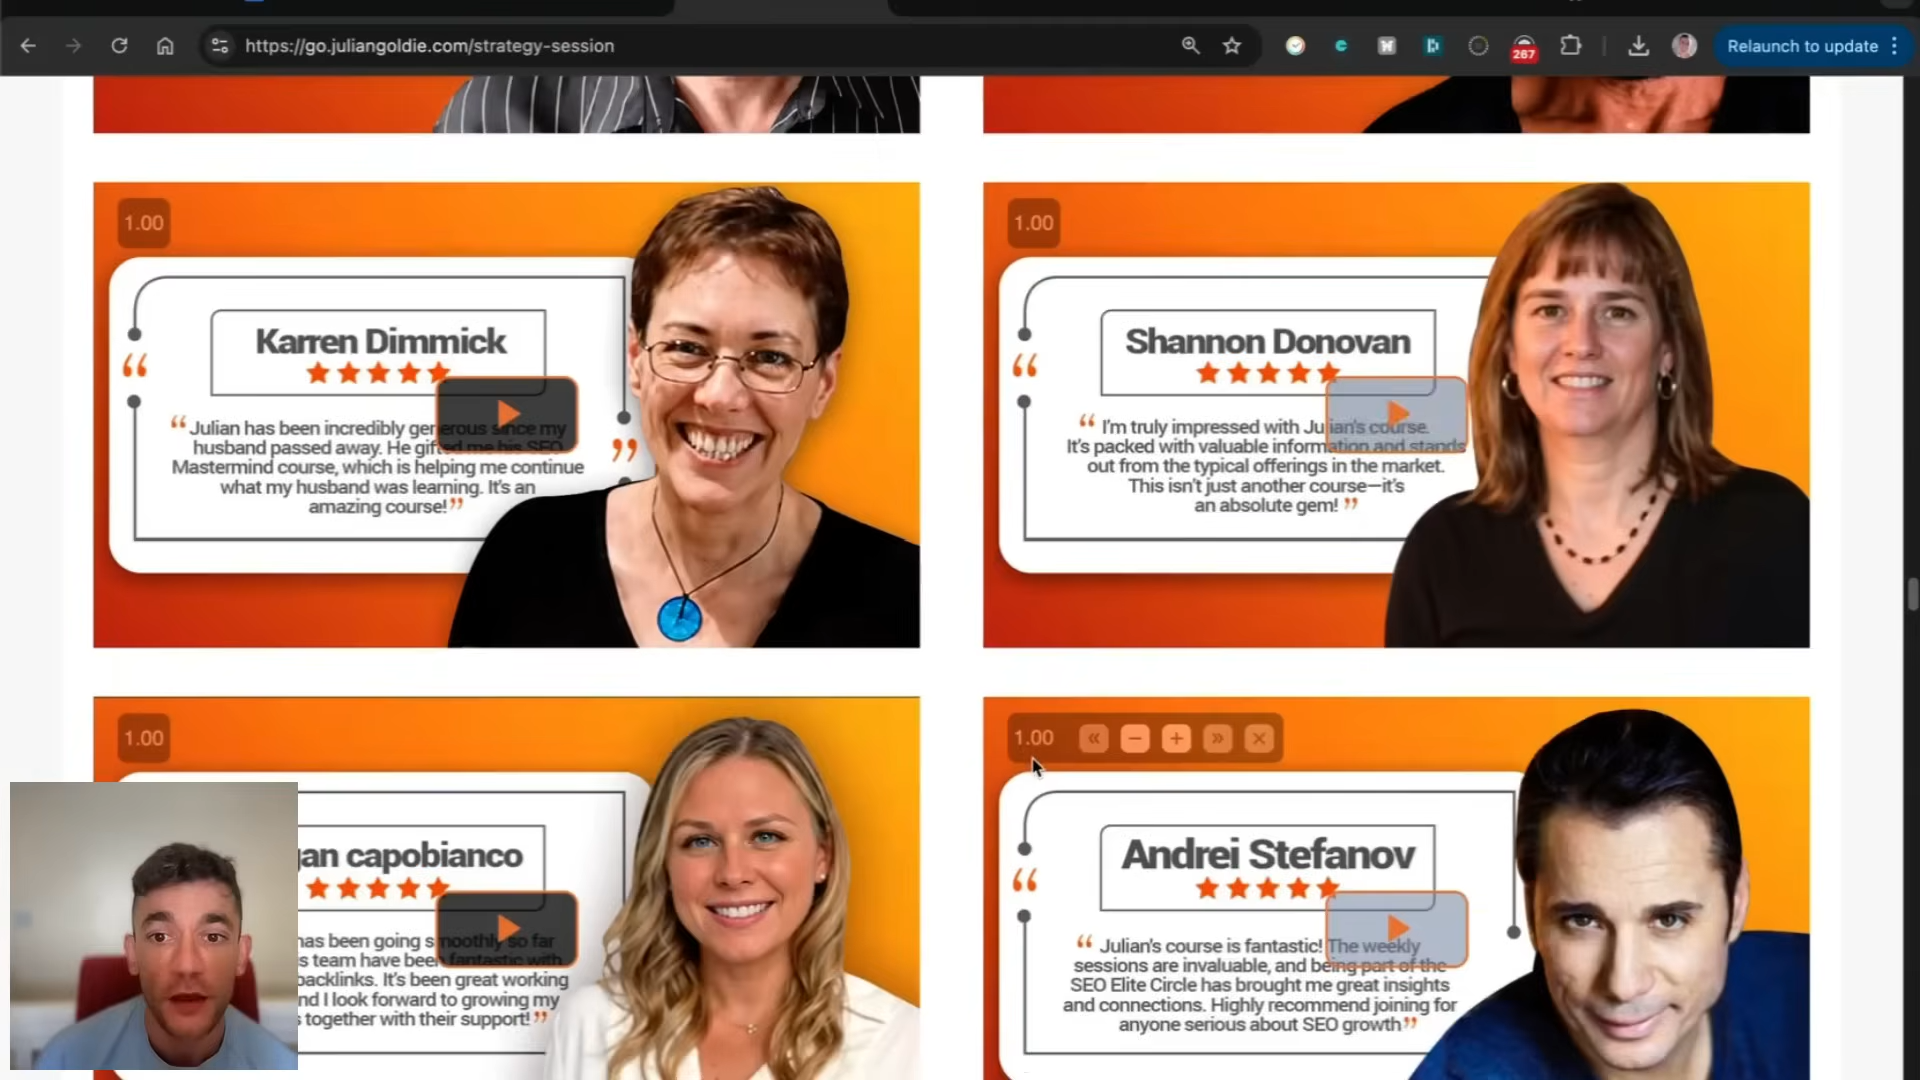 https://go.juliangoldie.com/strategy-session
267
Relaunch to update
1.00
Karren Dimmick
“Julian has been incredibly generous since my
husband passed away. He gifted me his SEO
Mastermind course, which is helping me continue
what my husband was learning. It's an
amazing course!”
1.00
Shannon Donovan
“I'm truly impressed with Julian's course.
It's packed with valuable information and stands
out from the typical offerings in the market.
This isn't just another course—it's
an absolute gem!”
1.00
gan capobianco
has been going smoothly so far
s team have been fantastic with
backlinks. It's been great working
nd I look forward to growing my
s together with their support!”
1.00
Andrei Stefanov
“Julian's course is fantastic! The weekly
sessions are invaluable, and being part of the
SEO Elite Circle has brought me great insights
and connections. Highly recommend joining for
anyone serious about SEO growth”